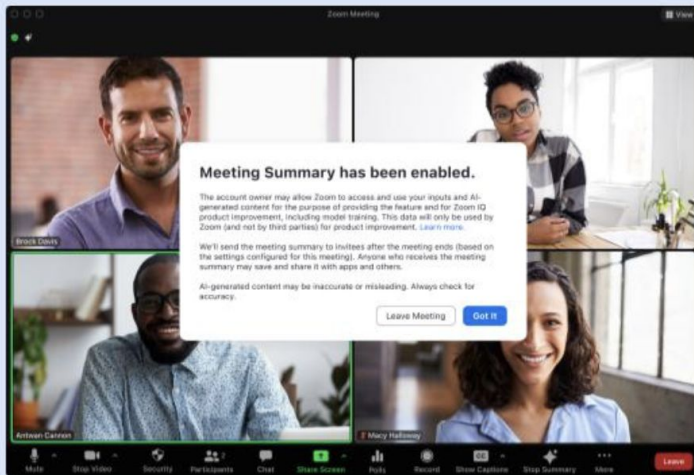 Zoom Meeting
View
Meeting Summary has been enabled.
The account owner may allow Zoom to access and use your inputs and AI-
generated content for the purpose of providing the feature and for Zoom IQ
product improvement, including model training. This data will only be used by
Zoom (and not by third parties) for product improvement. Learn more.
We'll send the meeting summary to invitees after the meeting ends (based on
the settings configured for this meeting). Anyone who receives the meeting
summary may save and share it with apps and others.
AI-generated content may be inaccurate or misleading. Always check for
accuracy.
Leave Meeting Got It
Brock Davis
Antwan Cannon
Macy Halloway
Mute Stop Video Security Participants 2 Chat Share Screen Polls Record Show Captions Stop Summary More Leave